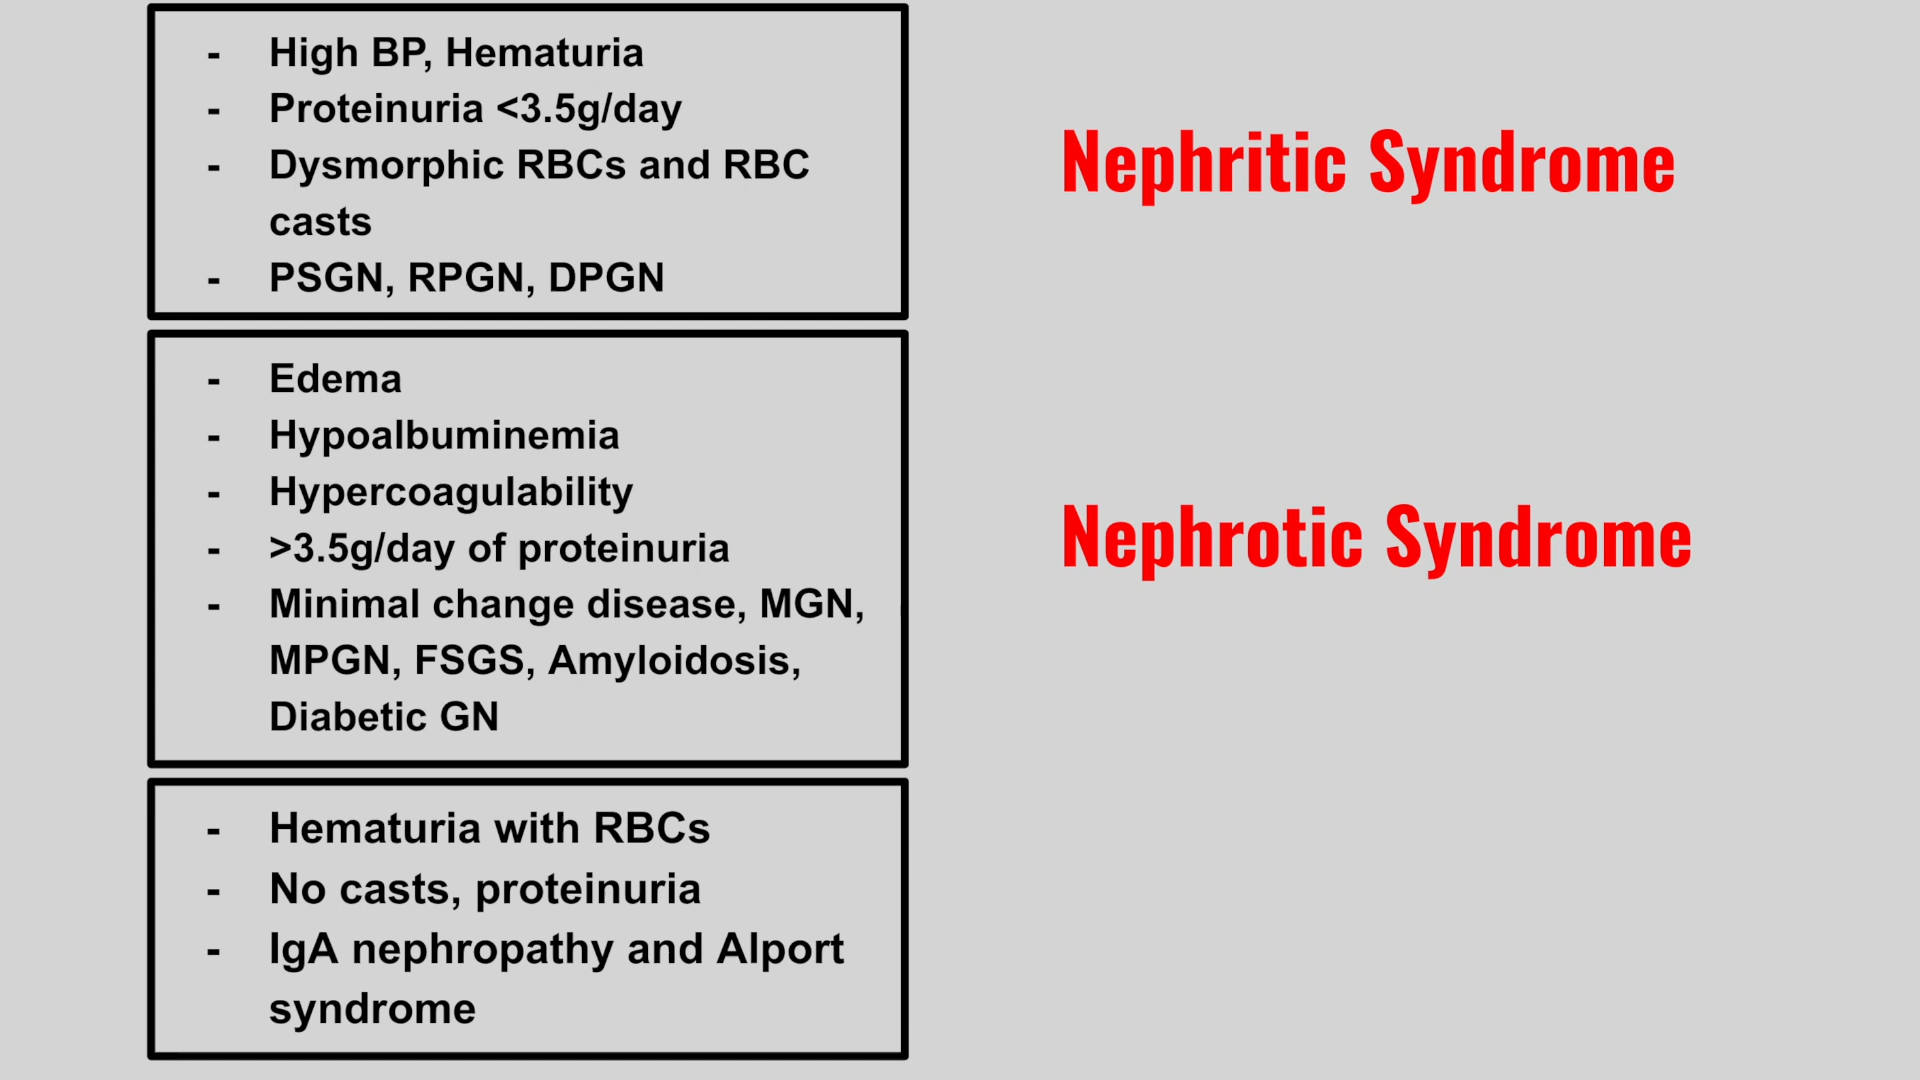 - High BP, Hematuria
- Proteinuria <3.5g/day
- Dysmorphic RBCs and RBC
casts
- PSGN, RPGN, DPGN
Nephritic Syndrome
- Edema
- Hypoalbuminemia
- Hypercoagulability
- >3.5g/day of proteinuria
- Minimal change disease, MGN,
MPGN, FSGS, Amyloidosis,
Diabetic GN
Nephrotic Syndrome
- Hematuria with RBCs
- No casts, proteinuria
- IgA nephropathy and Alport
syndrome